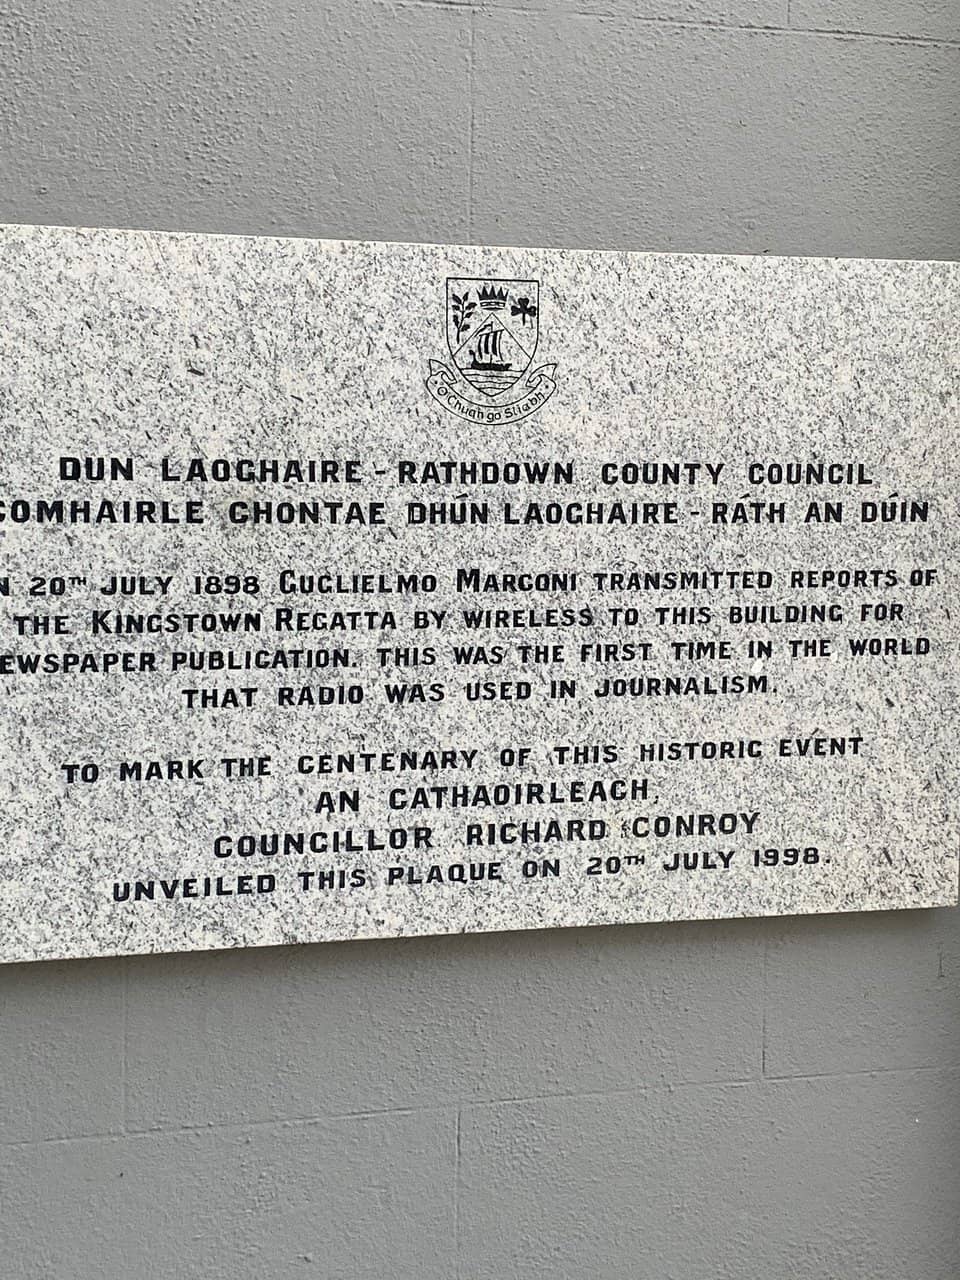 Ó Chuan go Sliabh
DUN LAOGHAIRE - RATHDOWN COUNTY COUNCIL
COMHAIRLE CHONTAE DHÚN LAOGHAIRE - RÁTH AN DÚIN
N 20TH JULY 1898 GUGLIELMO MARCONI TRANSMITTED REPORTS OF
THE KINGSTOWN REGATTA BY WIRELESS TO THIS BUILDING FOR
EWSPAPER PUBLICATION. THIS WAS THE FIRST TIME IN THE WORLD
THAT RADIO WAS USED IN JOURNALISM.
TO MARK THE CENTENARY OF THIS HISTORIC EVENT
AN CATHAOIRLEACH,
COUNCILLOR RICHARD CONROY
UNVEILED THIS PLAQUE ON 20TH JULY 1998.